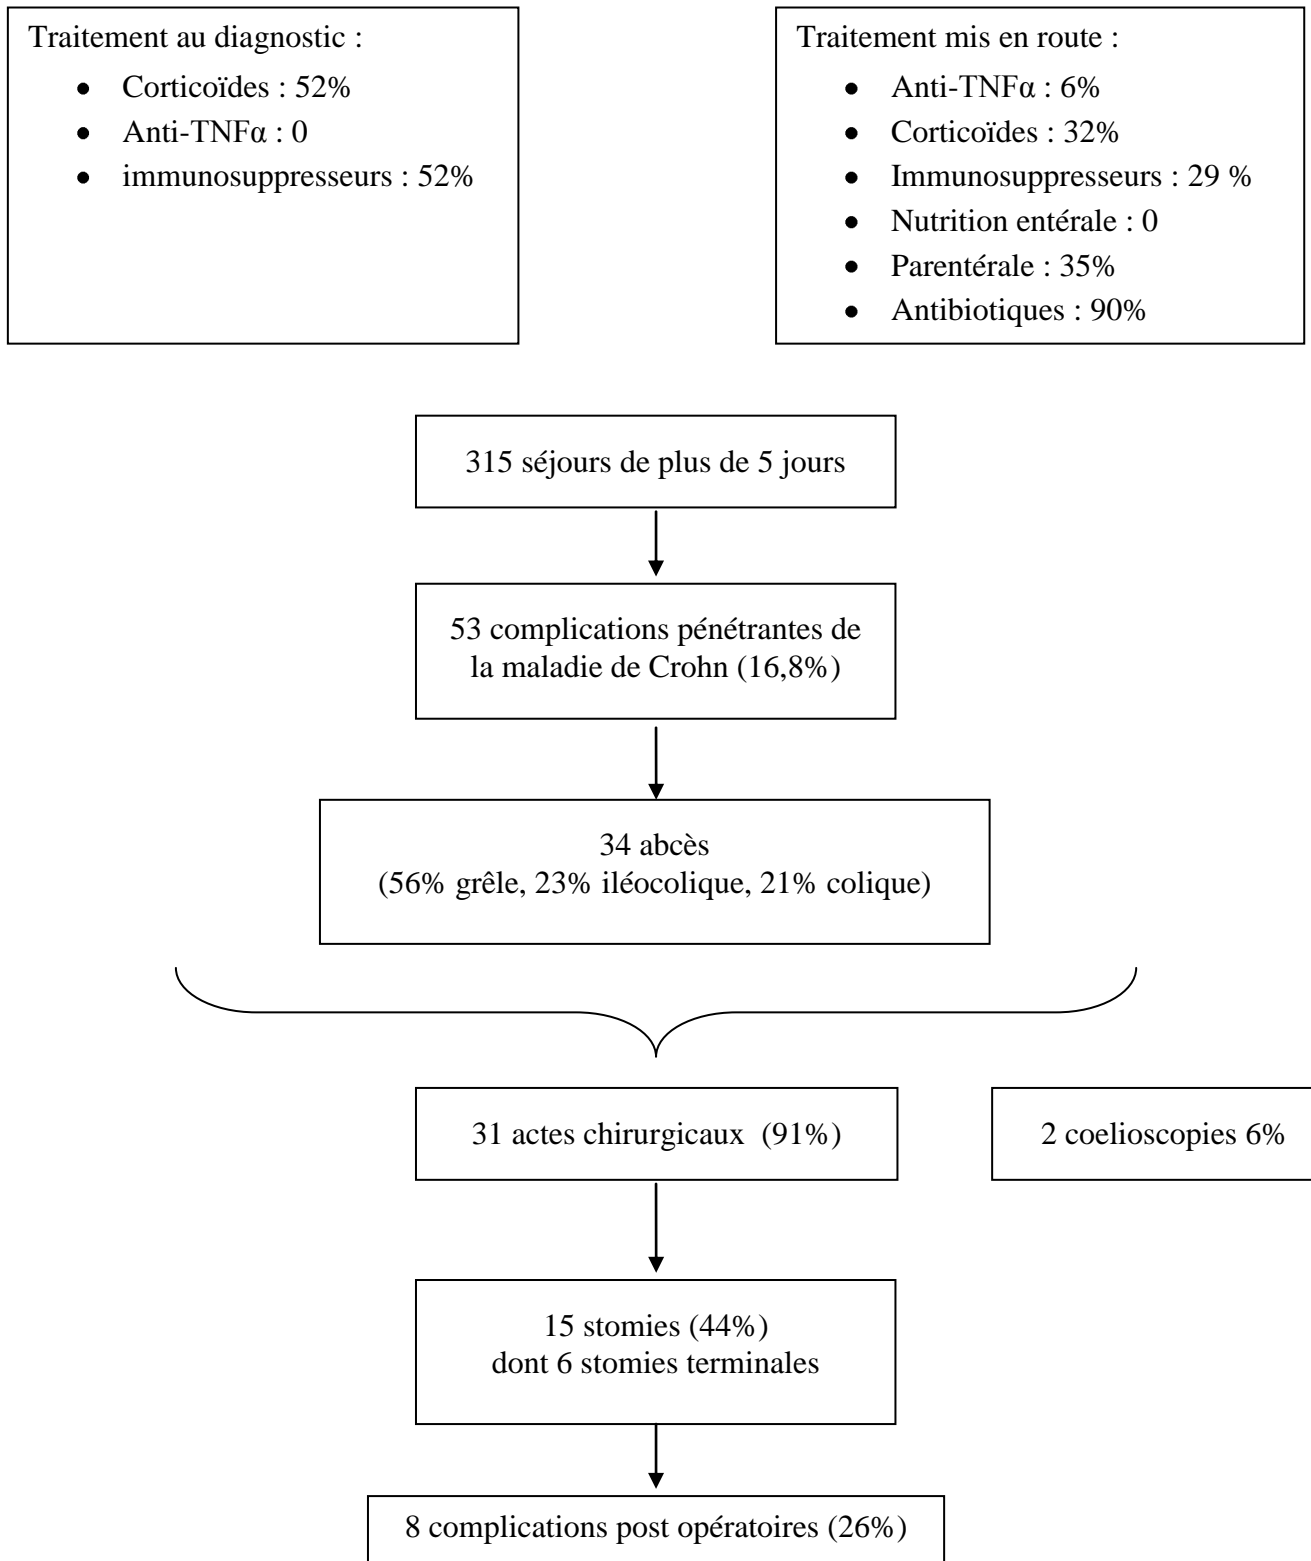 Traitement au diagnostic :
• Corticoïdes : 52%
• Anti-TNFα : 0
• immunosuppresseurs : 52%
Traitement mis en route :
• Anti-TNFα : 6%
• Corticoïdes : 32%
• Immunosuppresseurs : 29 %
• Nutrition entérale : 0
• Parentérale : 35%
• Antibiotiques : 90%
315 séjours de plus de 5 jours
53 complications pénétrantes de
la maladie de Crohn (16,8%)
34 abcès
(56% grêle, 23% iléocolique, 21% colique)
31 actes chirurgicaux (91%)
2 coelioscopies 6%
15 stomies (44%)
dont 6 stomies terminales
8 complications post opératoires (26%)